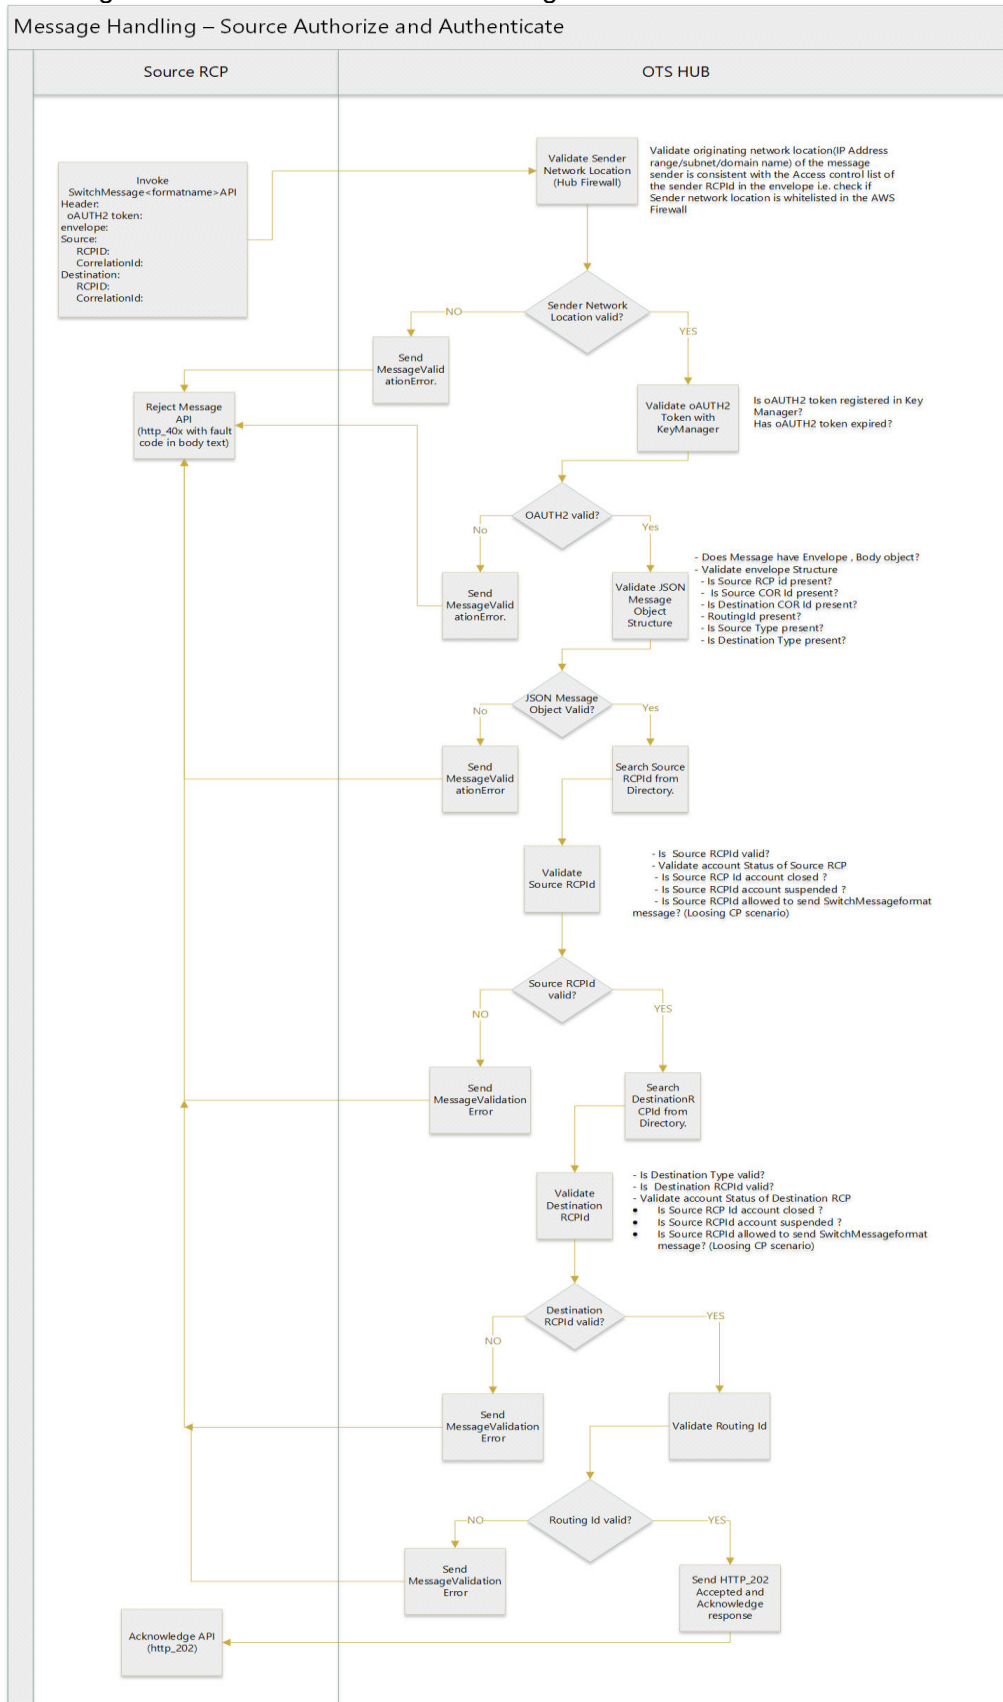 Message Handling – Source Authorize and Authenticate
Source RCP
OTS HUB
Invoke
SwitchMessage<formatname>API
Header:
oAUTH2 token:
envelope:
Source:
RCPID:
CorrelationId:
Destination:
RCPID:
CorrelationId:
Validate Sender
Network Location
(Hub Firewall)
Validate originating network location(IP Address
range/subnet/domain name) of the message
sender is consistent with the Access control list of
the sender RCPId in the envelope i.e. check if
Sender network location is whitelisted in the AWS
Firewall
Sender Network
Location valid?
NO
YES
Send
MessageValid
ationError.
Reject Message
API
(http_40x with fault
code in body text)
Validate oAUTH2
Token with
KeyManager
Is oAUTH2 token registered in Key
Manager?
Has oAUTH2 token expired?
OAUTH2 valid?
No
Yes
Send
MessageValid
ationError.
Validate JSON
Message
Object
Structure
- Does Message have Envelope , Body object?
- Validate envelope Structure
- Is Source RCP id present?
- Is Source COR Id present?
- Is Destination COR Id present?
- RoutingId present?
- Is Source Type present?
- Is Destination Type present?
JSON Message
Object Valid?
No
Yes
Send
MessageValid
ationError
Search Source
RCPId from
Directory.
Validate
Source RCPId
- Is Source RCPId valid?
- Validate account Status of Source RCP
- Is Source RCP Id account closed ?
- Is Source RCPId account suspended ?
- Is Source RCPId allowed to send SwitchMessageformat
message? (Loosing CP scenario)
Source RCPId
valid?
NO
YES
Send
MessageValidation
Error
Search
DestinationR
CPId from
Directory.
Validate
Destination
RCPId
- Is Destination Type valid?
- Is Destination RCPId valid?
- Validate account Status of Destination RCP
• Is Source RCP Id account closed ?
• Is Source RCPId account suspended ?
• Is Source RCPId allowed to send SwitchMessageformat
message? (Loosing CP scenario)
Destination
RCPId valid?
NO
YES
Send
MessageValidation
Error
Validate Routing Id
Routing Id valid?
NO
YES
Send
MessageValidation
Error
Send HTTP_202
Accepted and
Acknowledge
response
Acknowledge API
(http_202)